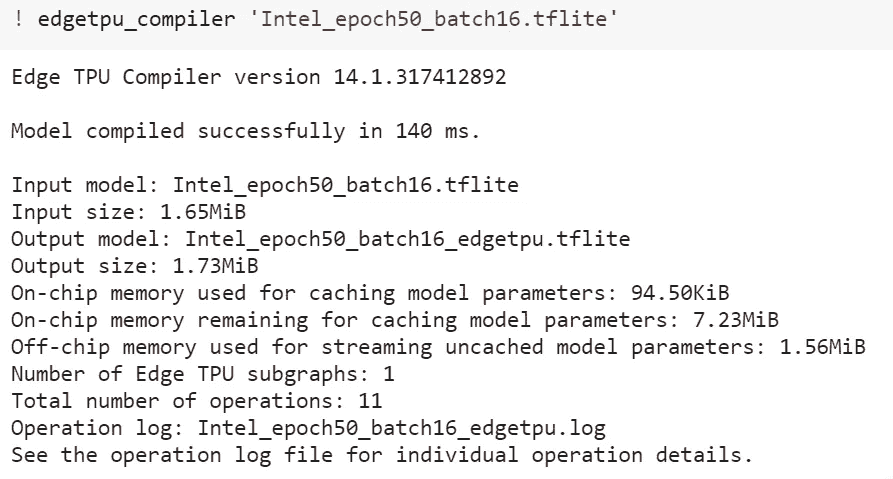 ! edgetpu_compiler 'Intel_epoch50_batch16.tflite'
Edge TPU Compiler version 14.1.317412892
Model compiled successfully in 140 ms.
Input model: Intel_epoch50_batch16.tflite
Input size: 1.65MiB
Output model: Intel_epoch50_batch16_edgetpu.tflite
Output size: 1.73MiB
On-chip memory used for caching model parameters: 94.50KiB
On-chip memory remaining for caching model parameters: 7.23MiB
Off-chip memory used for streaming uncached model parameters: 1.56MiB
Number of Edge TPU subgraphs: 1
Total number of operations: 11
Operation log: Intel_epoch50_batch16_edgetpu.log
See the operation log file for individual operation details.